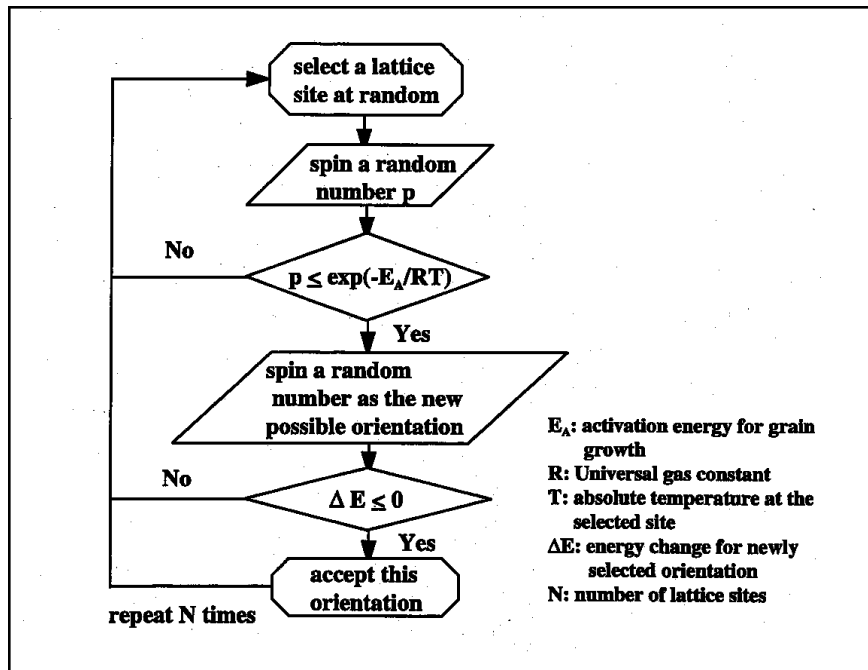 select a lattice
site at random
spin a random
number p
No
p ≤ exp(-E_A/RT)
Yes
spin a random
number as the new
possible orientation
No
Δ E ≤ 0
Yes
accept this
orientation
repeat N times
E_A: activation energy for grain
growth
R: Universal gas constant
T: absolute temperature at the
selected site
ΔE: energy change for newly
selected orientation
N: number of lattice sites